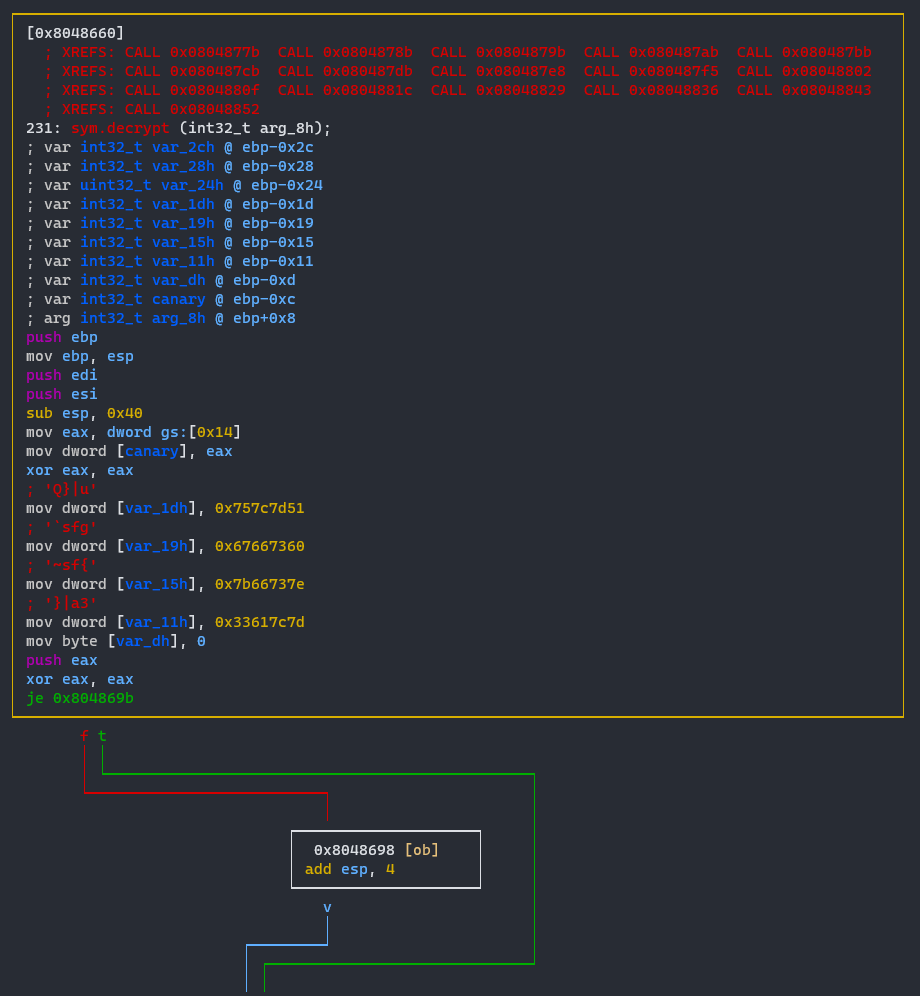 [0x8048660]
; XREFS: CALL 0x0804877b CALL 0x0804878b CALL 0x0804879b CALL 0x080487ab CALL 0x080487bb
; XREFS: CALL 0x080487cb CALL 0x080487db CALL 0x080487e8 CALL 0x080487f5 CALL 0x08048802
; XREFS: CALL 0x0804880f CALL 0x0804881c CALL 0x08048829 CALL 0x08048836 CALL 0x08048843
; XREFS: CALL 0x08048852
231: sym.decrypt (int32_t arg_8h);
; var int32_t var_2ch @ ebp-0x2c
; var int32_t var_28h @ ebp-0x28
; var uint32_t var_24h @ ebp-0x24
; var int32_t var_1dh @ ebp-0x1d
; var int32_t var_19h @ ebp-0x19
; var int32_t var_15h @ ebp-0x15
; var int32_t var_11h @ ebp-0x11
; var int32_t var_dh @ ebp-0xd
; var int32_t canary @ ebp-0xc
; arg int32_t arg_8h @ ebp+0x8
push ebp
mov ebp, esp
push edi
push esi
sub esp, 0x40
mov eax, dword gs:[0x14]
mov dword [canary], eax
xor eax, eax
; 'Q}|u'
mov dword [var_1dh], 0x757c7d51
; '`sfg'
mov dword [var_19h], 0x67667360
; '~sf{'
mov dword [var_15h], 0x7b66737e
; '}|a3'
mov dword [var_11h], 0x33617c7d
mov byte [var_dh], 0
push eax
xor eax, eax
je 0x804869b
f t
0x8048698 [ob]
add esp, 4
v